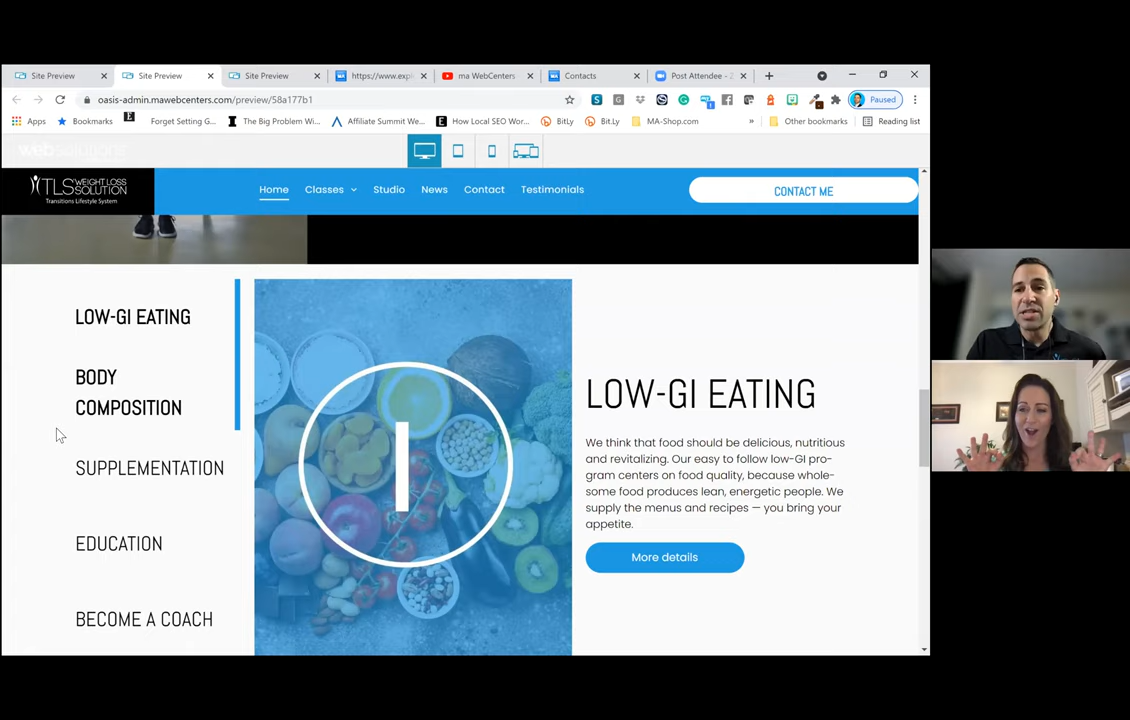 Site Preview
Site Preview
Site Preview
https://www.expl
ma WebCenters
Contacts
Post Attendee - Z
oasis-admin.mawebcenters.com/preview/58a177b1
Paused
Apps
Bookmarks
Forget Setting G...
The Big Problem Wi...
Affiliate Summit We...
How Local SEO Wor...
BitLy
Bit.Ly
MA-Shop.com
»
Other bookmarks
Reading list
websolutions
TLS WEIGHT LOSS SOLUTION
Transitions Lifestyle System
Home
Classes
Studio
News
Contact
Testimonials
CONTACT ME
LOW-GI EATING
BODY
COMPOSITION
SUPPLEMENTATION
EDUCATION
BECOME A COACH
LOW-GI EATING
We think that food should be delicious, nutritious
and revitalizing. Our easy to follow low-GI pro-
gram centers on food quality, because whole-
some food produces lean, energetic people. We
supply the menus and recipes — you bring your
appetite.
More details